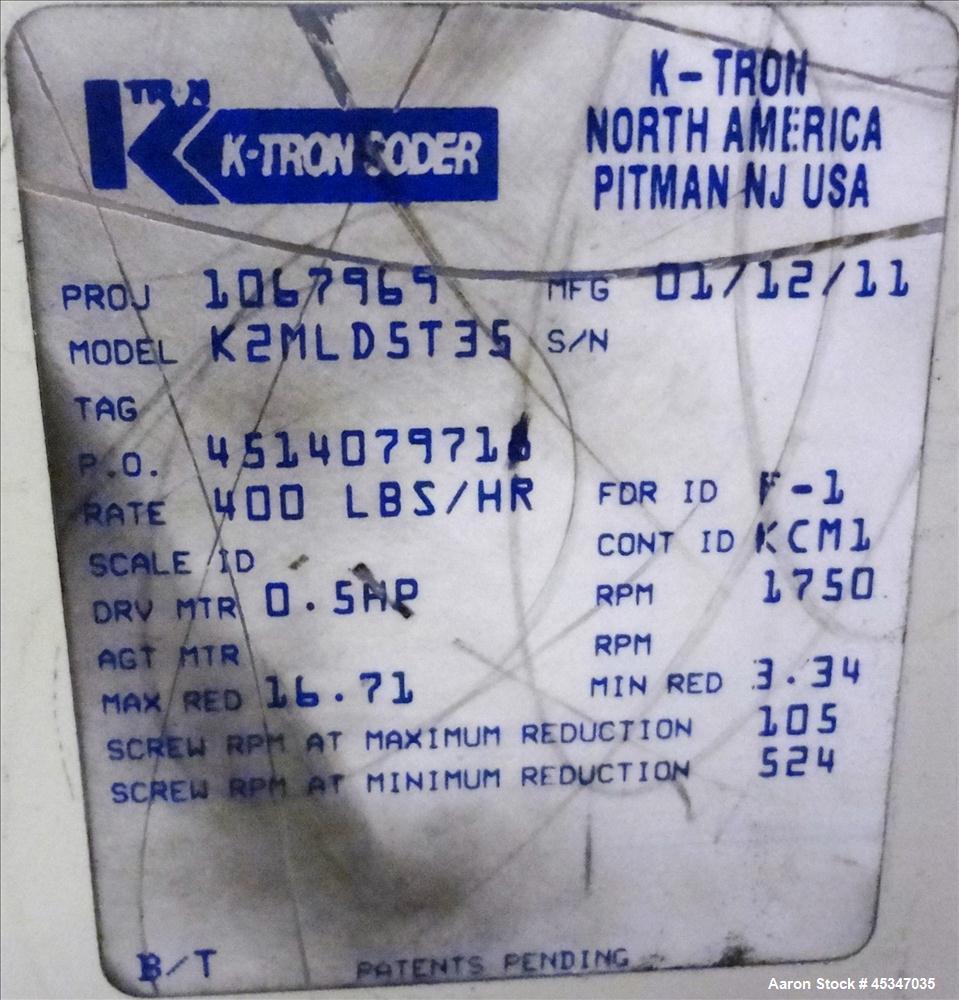 K-TRON
NORTH AMERICA
PITMAN NJ USA
K-TRON SODER
PROJ 1067969 MFG 01/12/11
MODEL K2MLD5T35 S/N
TAG
P.O.
RATE 400 LBS/HR FDR ID F-1
SCALE ID CONT ID KCM1
DRV MTR 0.5HP RPM 1750
AGT MTR RPM
MAX RED 16.71 MIN RED 3.34
SCREW RPM AT MAXIMUM REDUCTION 105
SCREW RPM AT MINIMUM REDUCTION 524
B/T PATENTS PENDING
Aaron Stock # 45347035